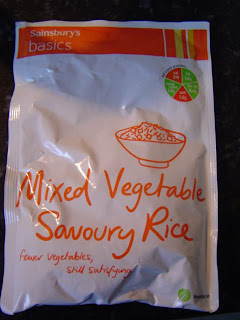 Sainsbury's
basics
Mixed Vegetable
Savoury Rice
fewer vegetables,
still satisfying